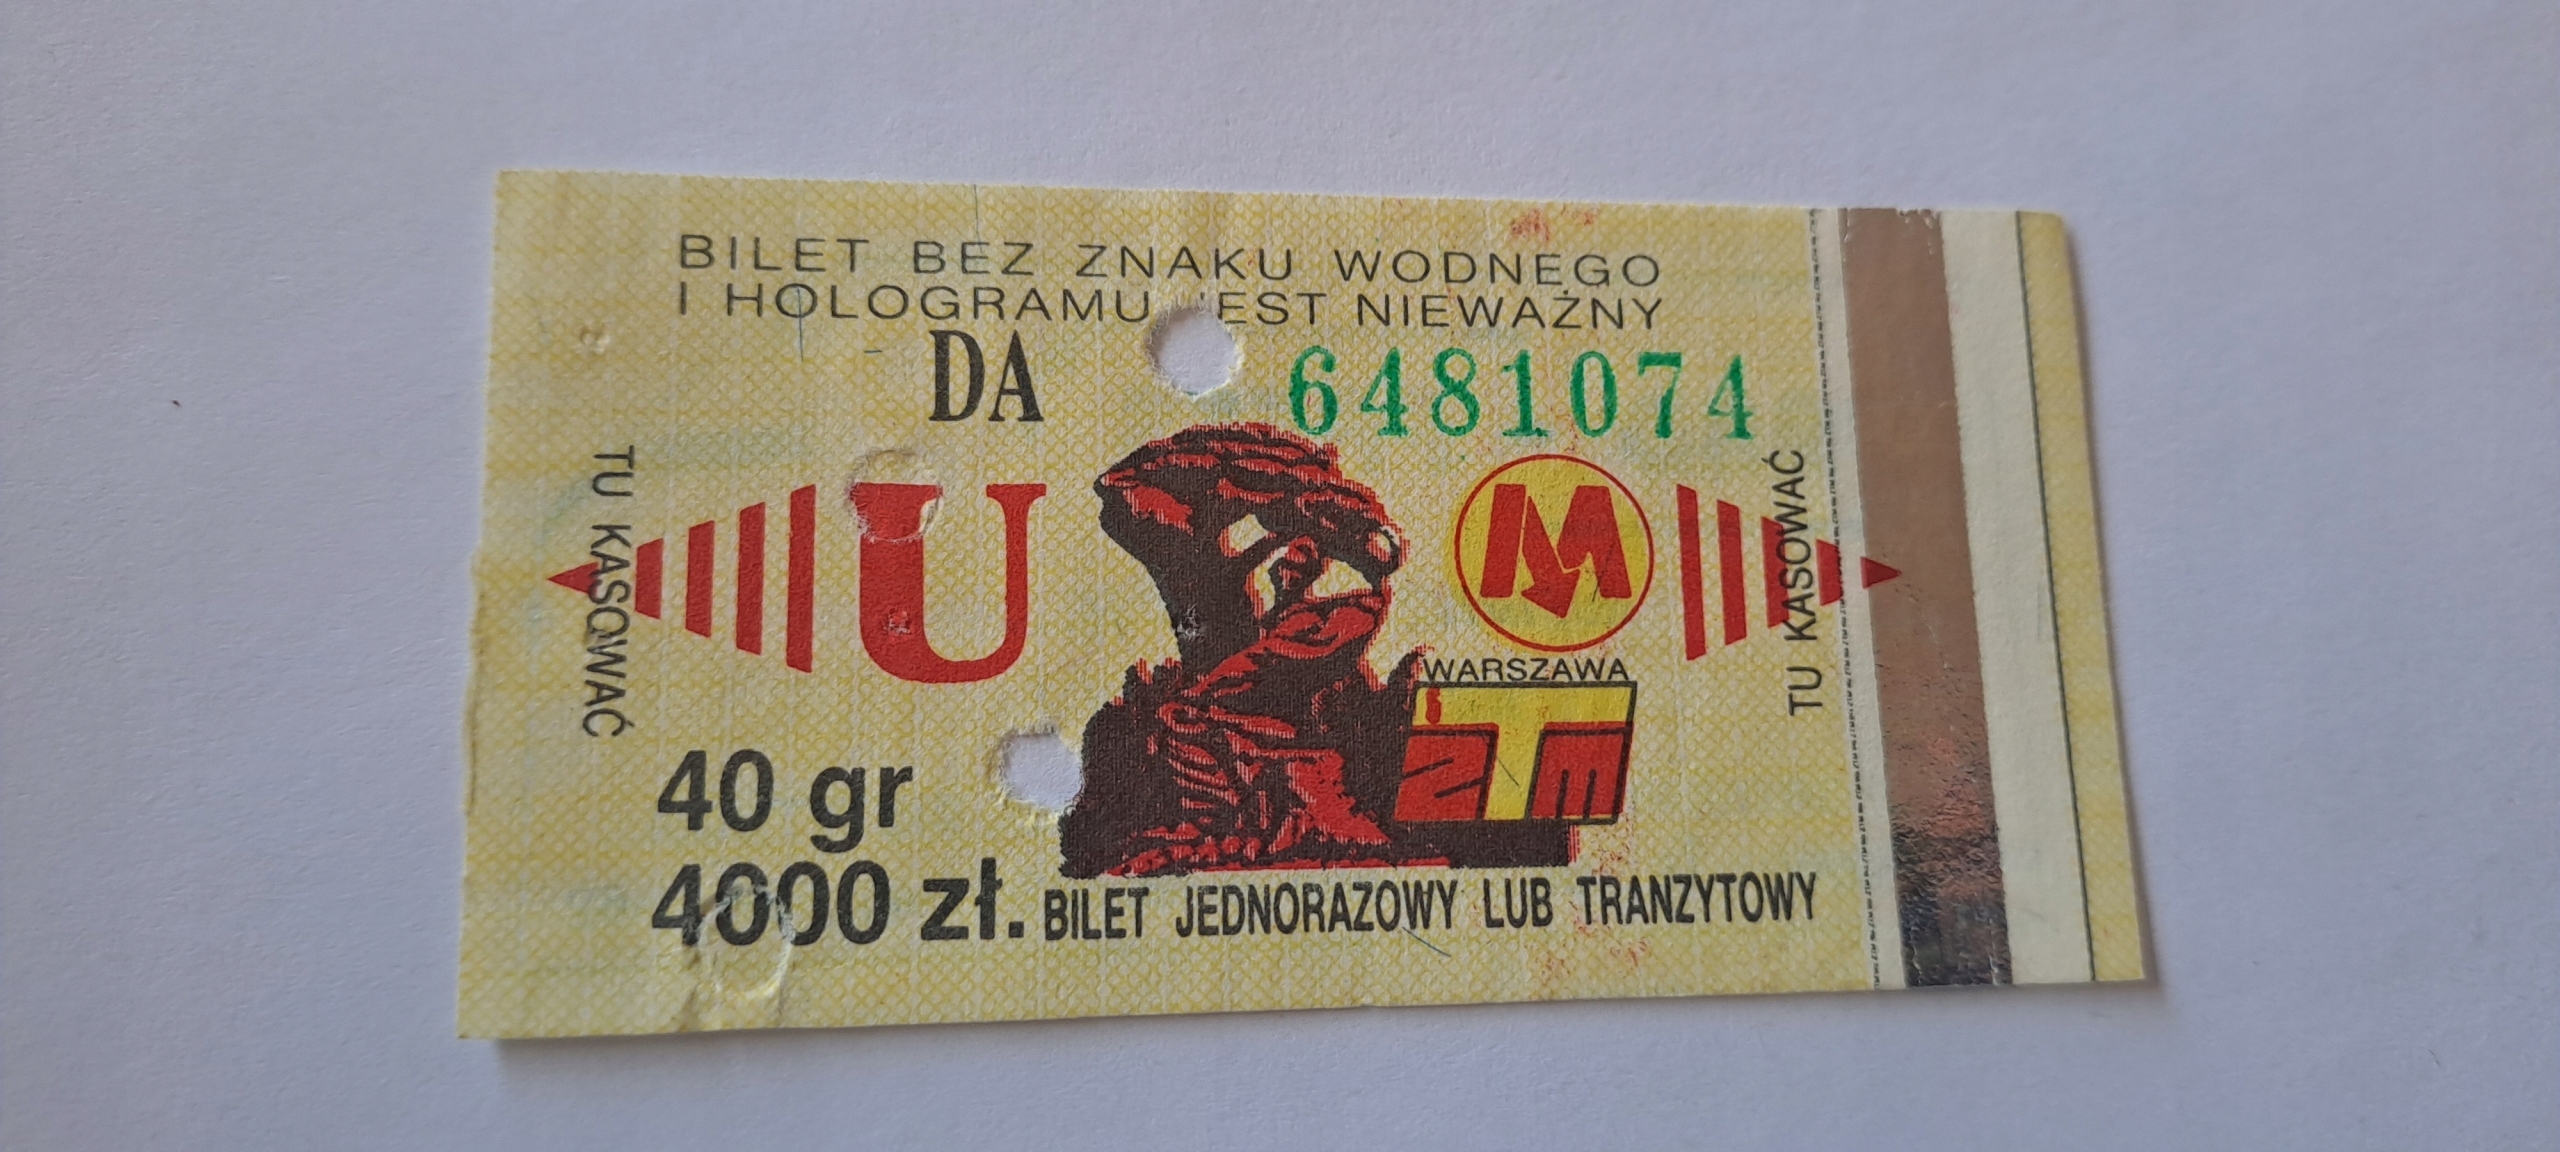 BILET BEZ ZNAKU WODNEGO
I HOLOGRAMU JEST NIEWAŻNY
DA 6481074
TU KASOWAĆ
U
M
TU KASOWAĆ
WARSZAWA
ZTM
40 gr
4000 zł.
BILET JEDNORAZOWY LUB TRANZYTOWY